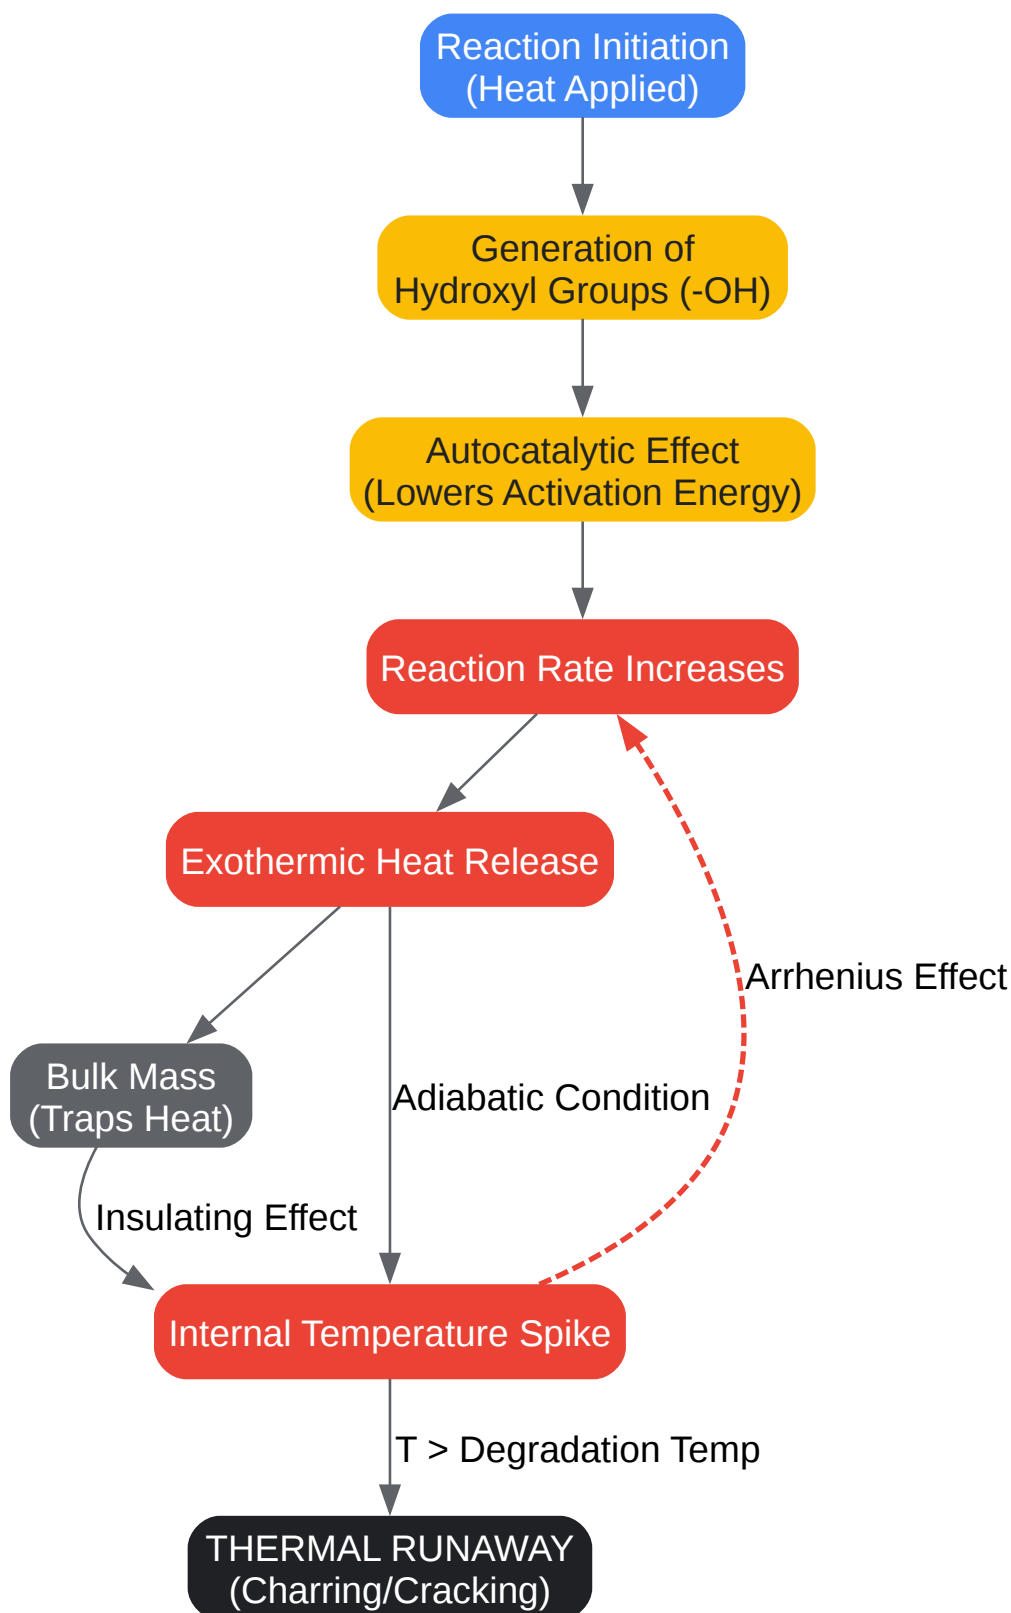 Reaction Initiation
(Heat Applied)
Generation of
Hydroxyl Groups (-OH)
Autocatalytic Effect
(Lowers Activation Energy)
Reaction Rate Increases
Exothermic Heat Release
Arrhenius Effect
Bulk Mass
(Traps Heat)
Adiabatic Condition
Insulating Effect
Internal Temperature Spike
T > Degradation Temp
THERMAL RUNAWAY
(Charring/Cracking)